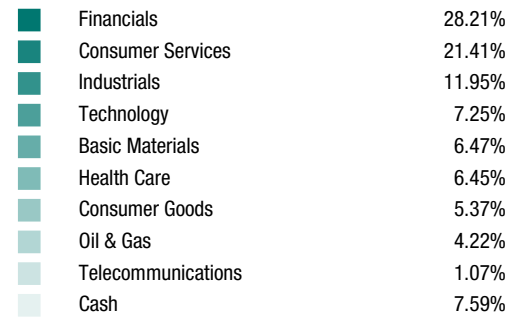 Financials 28.21%
Consumer Services 21.41%
Industrials 11.95%
Technology 7.25%
Basic Materials 6.47%
Health Care 6.45%
Consumer Goods 5.37%
Oil & Gas 4.22%
Telecommunications 1.07%
Cash 7.59%